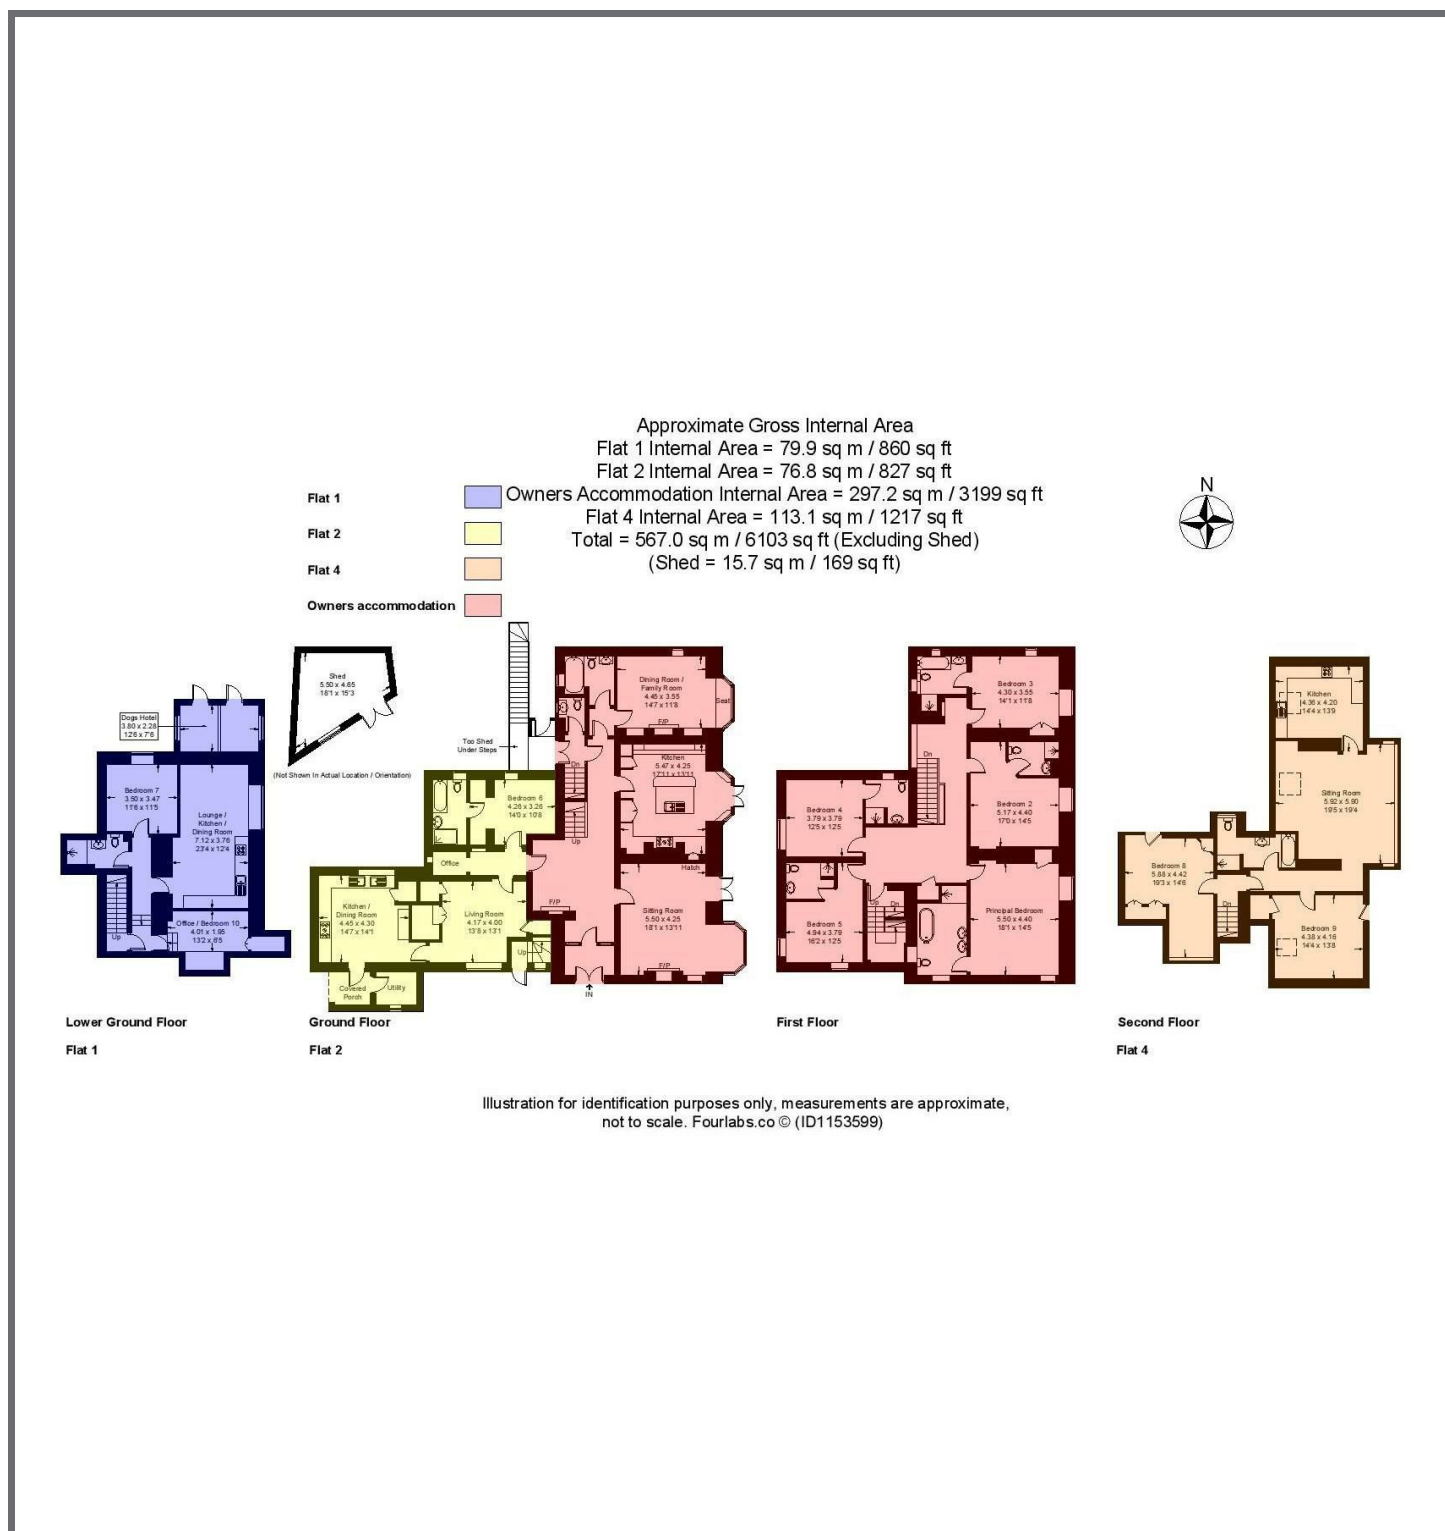 Approximate Gross Internal Area
Flat 1 Internal Area = 79.9 sq m / 860 sq ft
Flat 2 Internal Area = 76.8 sq m / 827 sq ft
Owners Accommodation Internal Area = 297.2 sq m / 3199 sq ft
Flat 4 Internal Area = 113.1 sq m / 1217 sq ft
Total = 567.0 sq m / 6103 sq ft (Excluding Shed)
(Shed = 15.7 sq m / 169 sq ft)
Flat 1
Flat 2
Flat 4
Owners accommodation
N
Dogs Hotel
3.80 x 2.28
12'6 x 7'6
Bedroom 7
3.50 x 3.47
11'6 x 11'5
Lounge /
Kitchen /
Dining Room
7.12 x 3.76
23'4 x 12'4
Up
Office / Bedroom 10
4.01 x 1.95
13'2 x 6'5
Lower Ground Floor
Flat 1
Shed
5.50 x 4.65
18'1 x 15'3
(Not Shown In Actual Location / Orientation)
Too Shed
Under Steps
Bedroom 6
4.26 x 3.26
14'0 x 10'8
Office
Kitchen /
Dining Room
4.45 x 4.30
14'7 x 14'1
Living Room
4.17 x 4.00
13'8 x 13'1
Up
Covered
Porch
Utility
Dining Room /
Family Room
4.45 x 3.55
14'7 x 11'8
Seat
F/P
Kitchen
5.47 x 4.25
17'11 x 13'11
Dn
Up
Hatch
F/P
Sitting Room
5.50 x 4.25
18'1 x 13'11
F/P
IN
Ground Floor
Flat 2
Bedroom 3
4.30 x 3.55
14'1 x 11'8
Dn
Bedroom 4
3.79 x 3.79
12'5 x 12'5
Bedroom 2
5.17 x 4.40
17'0 x 14'5
Up
Dn
Bedroom 5
4.94 x 3.79
16'2 x 12'5
Principal Bedroom
5.50 x 4.40
18'1 x 14'5
First Floor
Kitchen
4.36 x 4.20
14'4 x 13'9
Sitting Room
5.92 x 5.90
19'5 x 19'4
Bedroom 8
5.88 x 4.42
19'3 x 14'6
Dn
Bedroom 9
4.38 x 4.16
14'4 x 13'8
Second Floor
Flat 4
Illustration for identification purposes only, measurements are approximate,
not to scale. Fourlabs.co © (ID1153599)